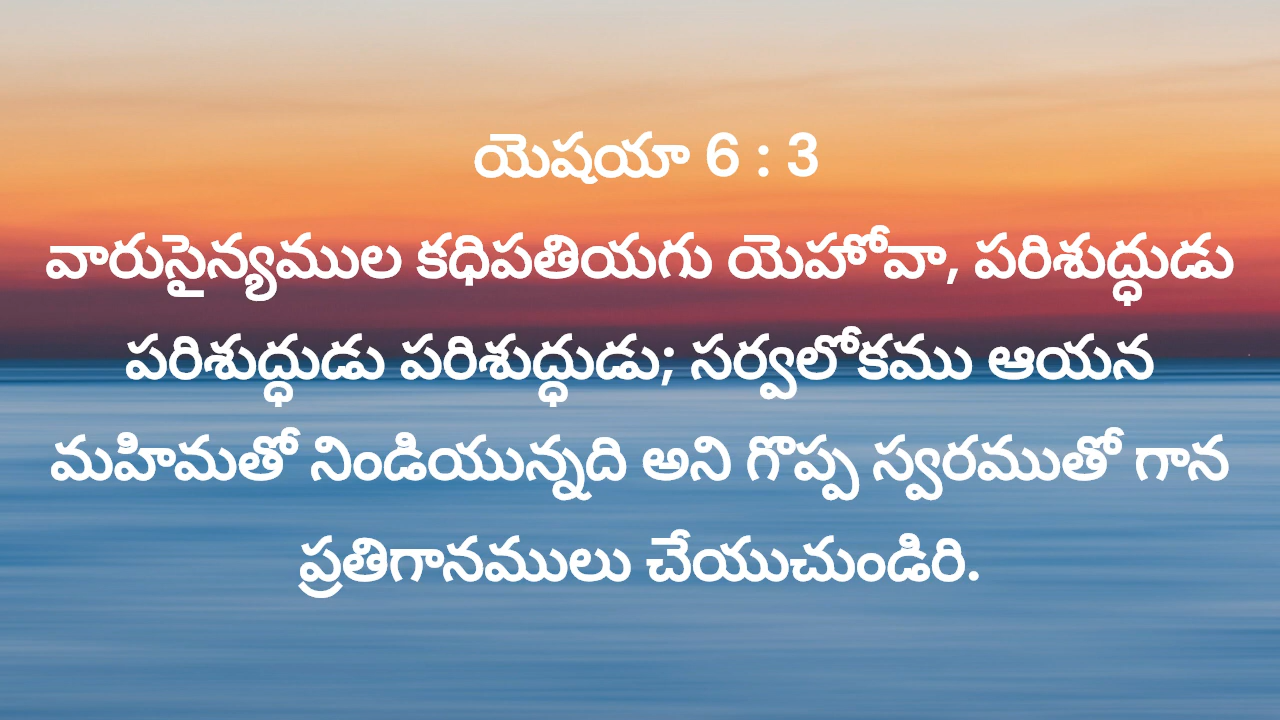 యెషయా 6 : 3
వారుసైన్యముల కధిపతియగు యెహోవా, పరిశుద్ధుడు
పరిశుద్ధుడు పరిశుద్ధుడు; సర్వలోకము ఆయన
మహిమతో నిండియున్నది అని గొప్ప స్వరముతో గాన
ప్రతిగానములు చేయుచుండిరి.